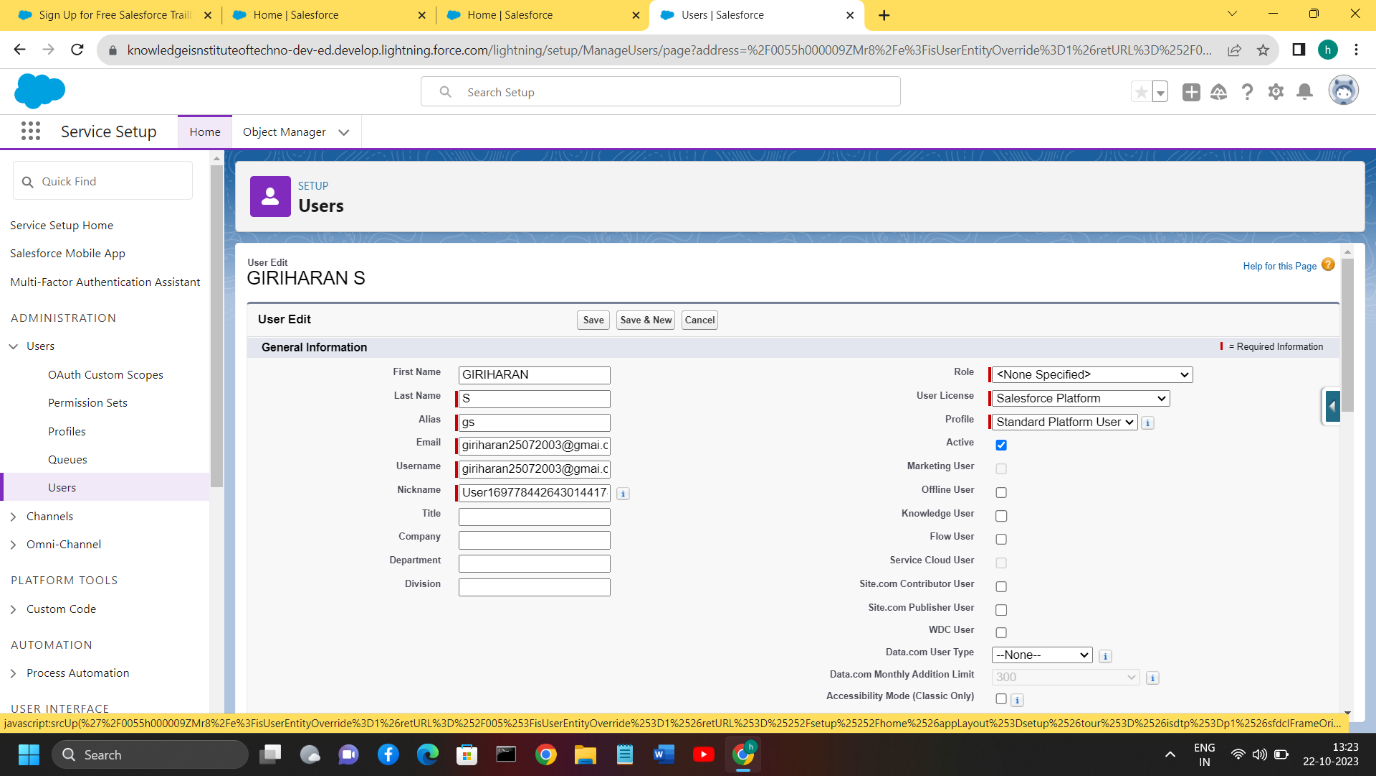 Sign Up for Free Salesforce Traili
Home | Salesforce
Home | Salesforce
Users | Salesforce
knowledgeisnstituteoftechno-dev-ed.develop.lightning.force.com/lightning/setup/ManageUsers/page?address=%2F0055h000009ZMr8%2Fe%3FisUserEntityOverride%3D1%26retURL%3D%252F0...
h
Search Setup
Service Setup
Home
Object Manager
Quick Find
Service Setup Home
Salesforce Mobile App
Multi-Factor Authentication Assistant
ADMINISTRATION
Users
OAuth Custom Scopes
Permission Sets
Profiles
Queues
Users
Channels
Omni-Channel
PLATFORM TOOLS
Custom Code
AUTOMATION
Process Automation
USER INTERFACE
SETUP
Users
User Edit
GIRIHARAN S
Help for this Page ?
User Edit
Save
Save & New
Cancel
General Information
= Required Information
First Name GIRIHARAN
Last Name S
Alias gs
Email giriharan25072003@gmai.c
Username giriharan25072003@gmai.c
Nickname User169778442643014417 i
Title
Company
Department
Division
Role <None Specified>
User License Salesforce Platform
Profile Standard Platform User i
Active
Marketing User
Offline User
Knowledge User
Flow User
Service Cloud User
Site.com Contributor User
Site.com Publisher User
WDC User
Data.com User Type --None-- i
Data.com Monthly Addition Limit 300 i
Accessibility Mode (Classic Only) i
javascript:srcUp(%27%2F0055h000009ZMr8%2Fe%3FisUserEntityOverride%3D1%26retURL%3D%252F005%253FisUserEntityOverride%253D1%2526retURL%253D%25252Fsetup%25252Fhome%2526appLayout%253Dsetup%2526tour%253D%2526isdtp%253Dp1%2526sfdcIFrameOri...
Search
h
ENG
IN
13:23
22-10-2023